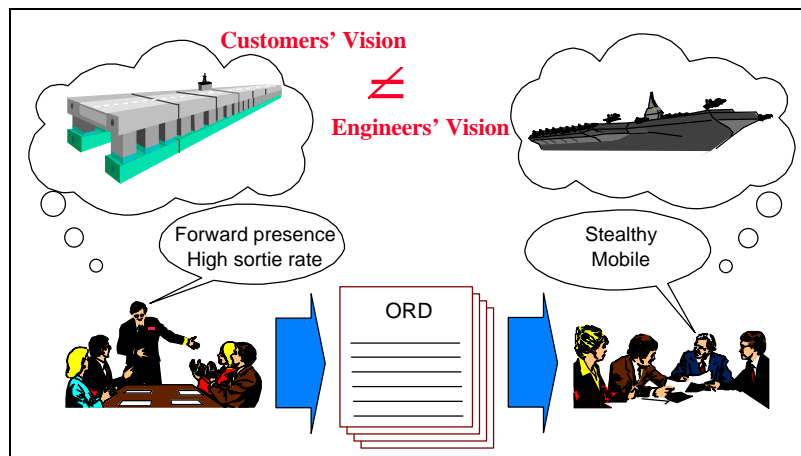 Customers' Vision
≠
Engineers' Vision
Forward presence
High sortie rate
Stealthy
Mobile
ORD